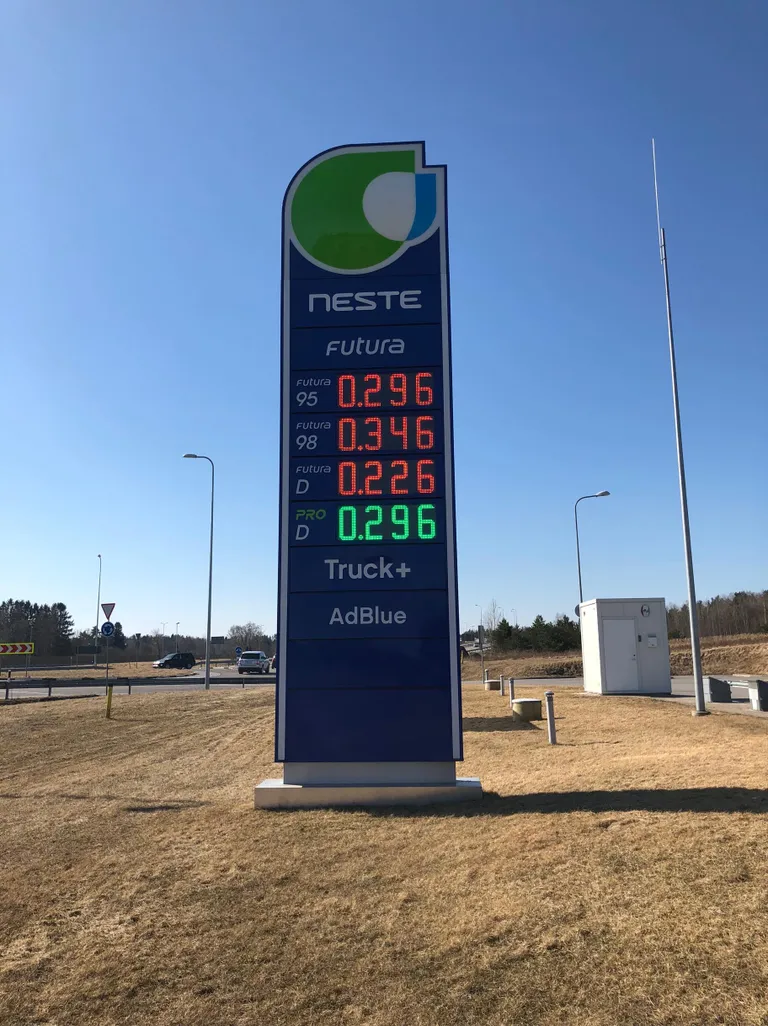 NESTE
Futura
Futura 95 0.296
Futura 98 0.346
Futura D 0.226
PRO D 0.296
Truck+
AdBlue